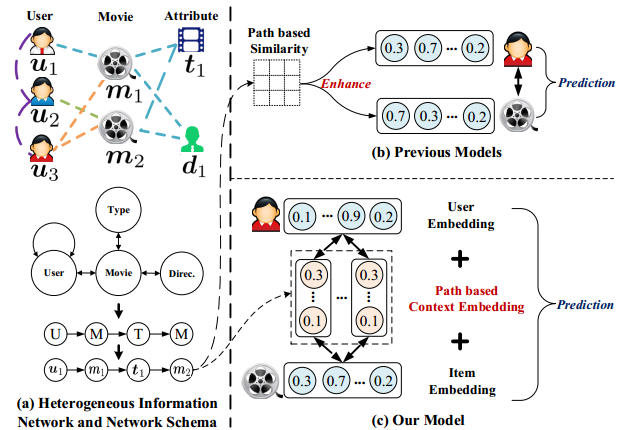 User Movie Attribute
u1 m1 t1
u2 m2 d1
u3
Type
User Movie Direc.
U M T M
u1 m1 t1 m2
(a) Heterogeneous Information
Network and Network Schema
Path based
Similarity
Enhance
0.3 0.7 ... 0.2
0.7 0.3 ... 0.2
Prediction
(b) Previous Models
0.1 ... 0.9 0.2
User
Embedding
+
0.3 ... 0.3
⋮ ⋮
0.1 0.1
Path based
Context Embedding
+
0.3 0.7 ... 0.2
Item
Embedding
Prediction
(c) Our Model